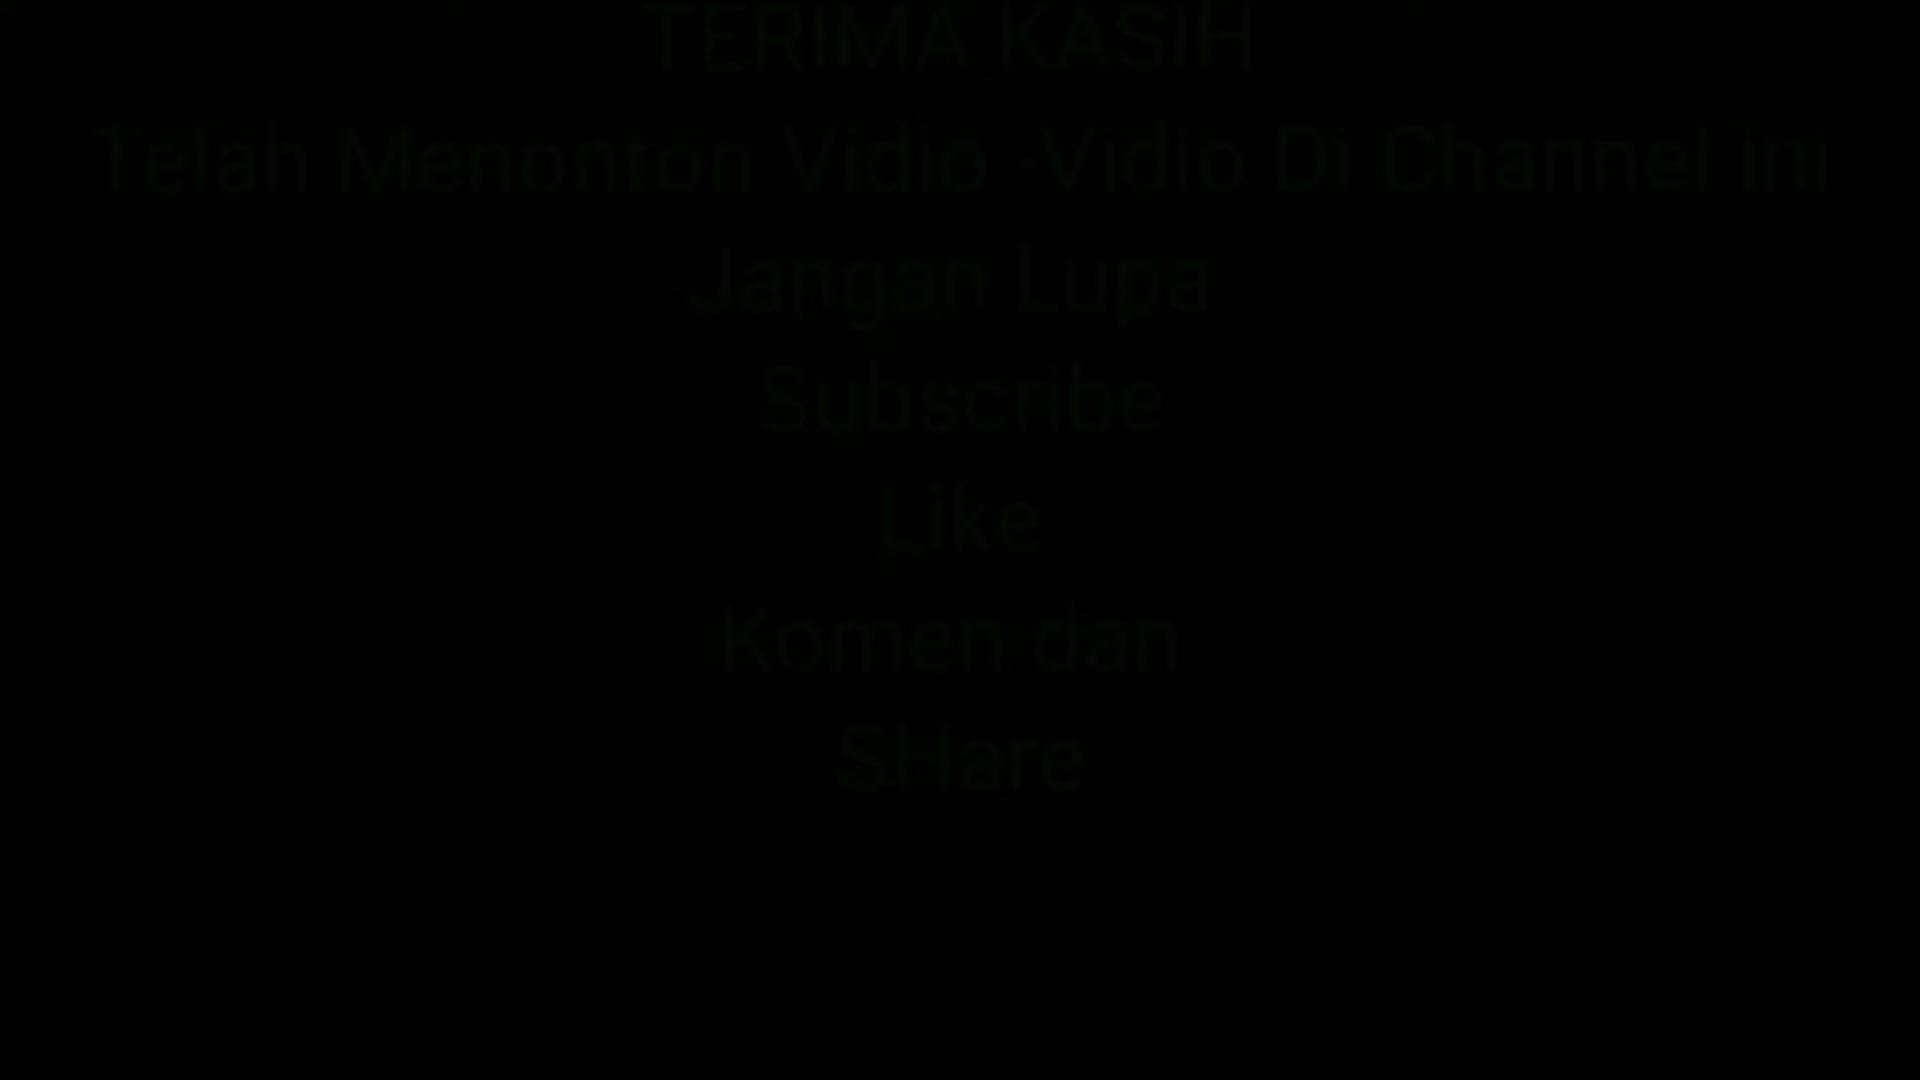 TERIMA KASIH
Telah Menonton Vidio -Vidio Di Channel ini
Jangan Lupa
Subscribe
Like
Komen dan
SHare